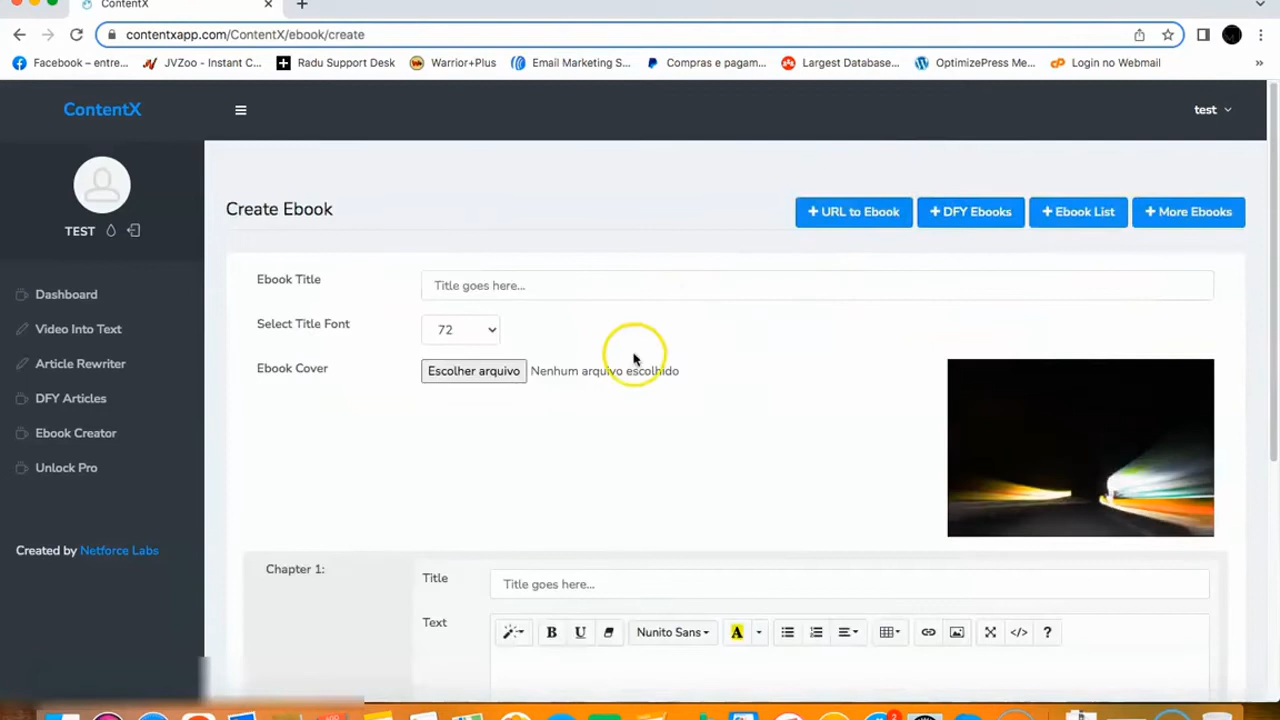 ContentX
contentxapp.com/ContentX/ebook/create
Facebook – entre...
JVZoo - Instant C...
Radu Support Desk
Warrior+Plus
Email Marketing S...
Compras e pagam...
Largest Database...
OptimizePress Me...
Login no Webmail
»
ContentX
test
TEST
Dashboard
Video Into Text
Article Rewriter
DFY Articles
Ebook Creator
Unlock Pro
Created by Netforce Labs
Create Ebook
+ URL to Ebook
+ DFY Ebooks
+ Ebook List
+ More Ebooks
Ebook Title
Title goes here...
Select Title Font
72
Ebook Cover
Escolher arquivo Nenhum arquivo escolhido
Chapter 1:
Title
Title goes here...
Text
B U Nunito Sans A </> ?